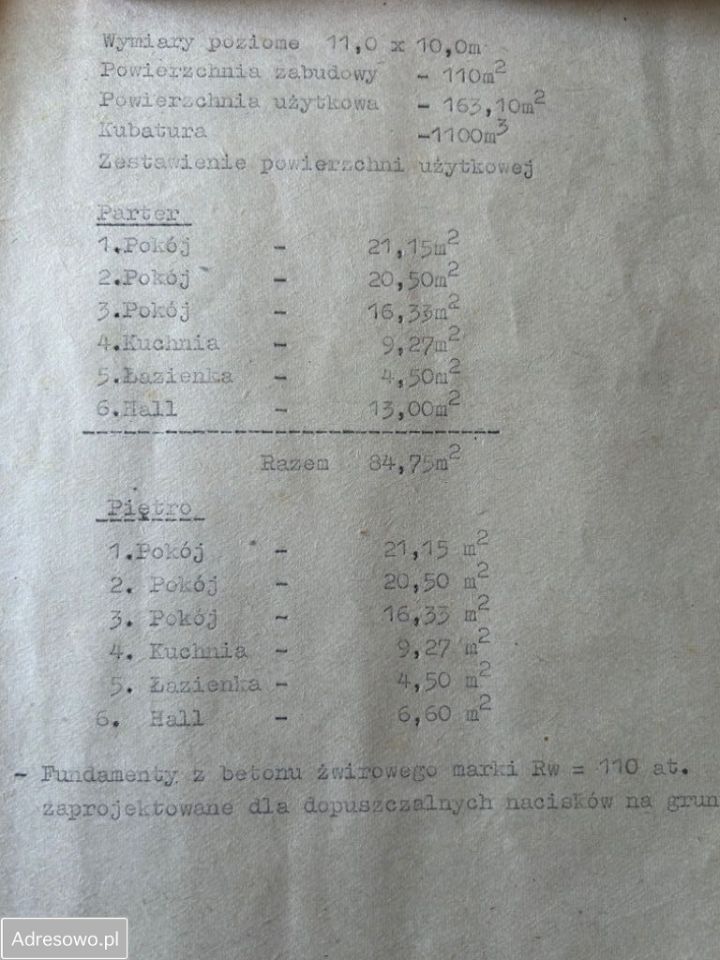 Wymiary poziome 11,0 x 10,0m
Powierzchnia zabudowy - 110m²
Powierzchnia użytkowa - 163,10m²
Kubatura -1100m³
Zestawienie powierzchni użytkowej
Parter
1.Pokój - 21,15m²
2.Pokój - 20,50m²
3.Pokój - 16,33m²
4.Kuchnia - 9,27m²
5.Łazienka - 4,50m²
6.Hall - 13,00m²
Razem 84,75m²
Piętro
1.Pokój - 21,15 m²
2. Pokój - 20,50 m²
3. Pokój - 16,33 m²
4. Kuchnia - 9,27 m²
5. Łazienka - 4,50 m²
6. Hall - 6,60 m²
- Fundamenty z betonu żwirowego marki Rw = 110 at.
zaprojektowane dla dopuszczalnych nacisków na grun
Adresowo.pl